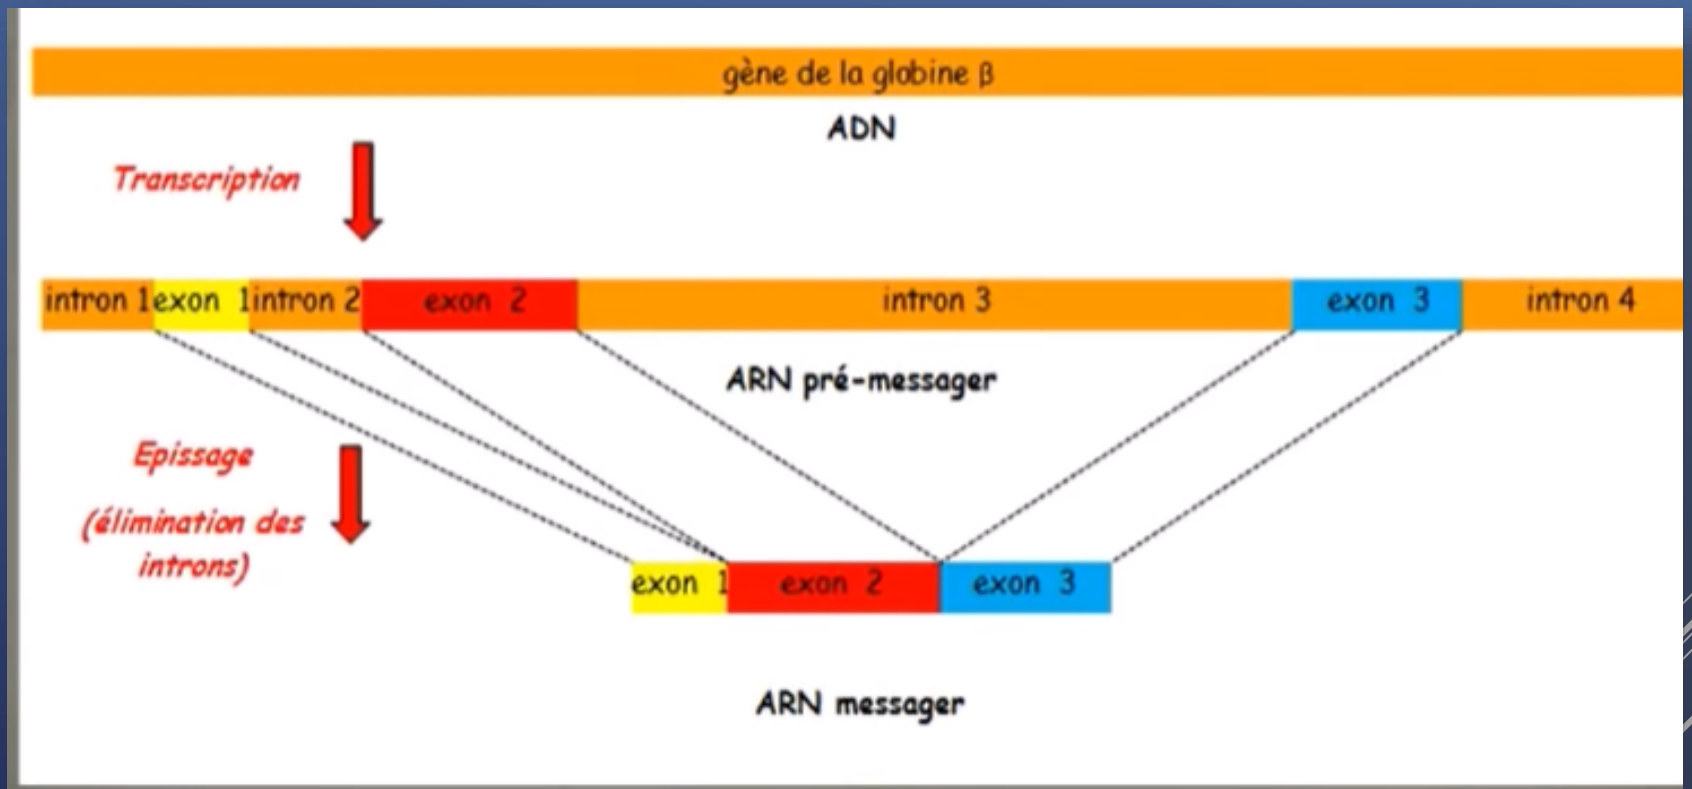 gène de la globine β
ADN
Transcription
intron 1 exon 1 intron 2 exon 2 intron 3 exon 3 intron 4
ARN pré-messager
Epissage
(élimination des
introns)
exon 1 exon 2 exon 3
ARN messager